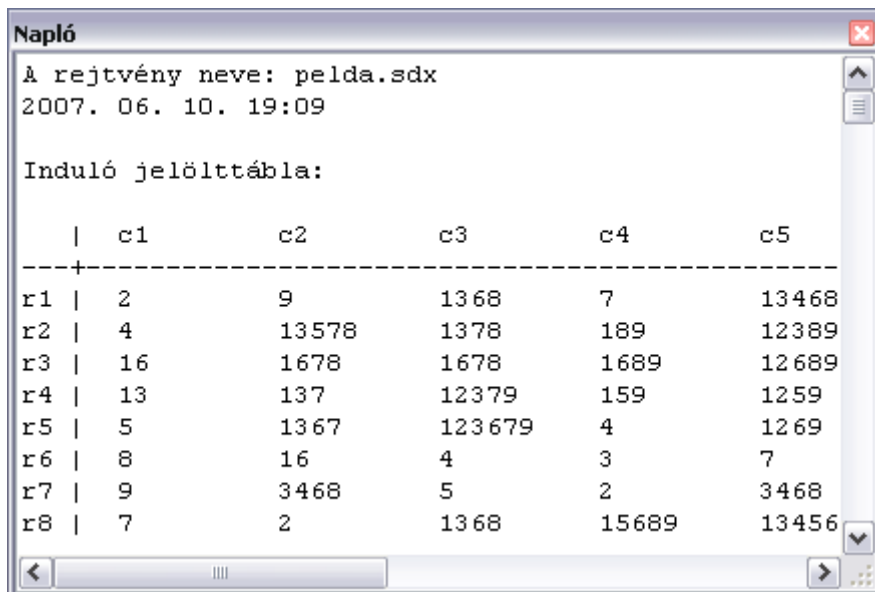 Napló
A rejtvény neve: pelda.sdx
2007. 06. 10. 19:09
Induló jelölttábla:
   |  c1        c2        c3        c4        c5
---+-----------------------------------------------
r1 |  2         9         1368      7         13468
r2 |  4         13578     1378      189       12389
r3 |  16        1678      1678      1689      12689
r4 |  13        137       12379     159       1259
r5 |  5         1367      123679    4         1269
r6 |  8         16        4         3         7
r7 |  9         3468      5         2         3468
r8 |  7         2         1368      15689     13456